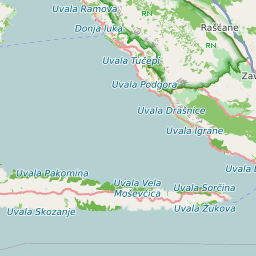 Uvala Ramova
Donja luka
Rašćane
RN
RN
Uvala Tučepi
Uvala Podgora
Uvala Drašnice
Uvala Igrane
Uvala Pakomina
Uvala Vela
Moševčica
Uvala Sorčina
Uvala Skozanje
Uvala Zukova